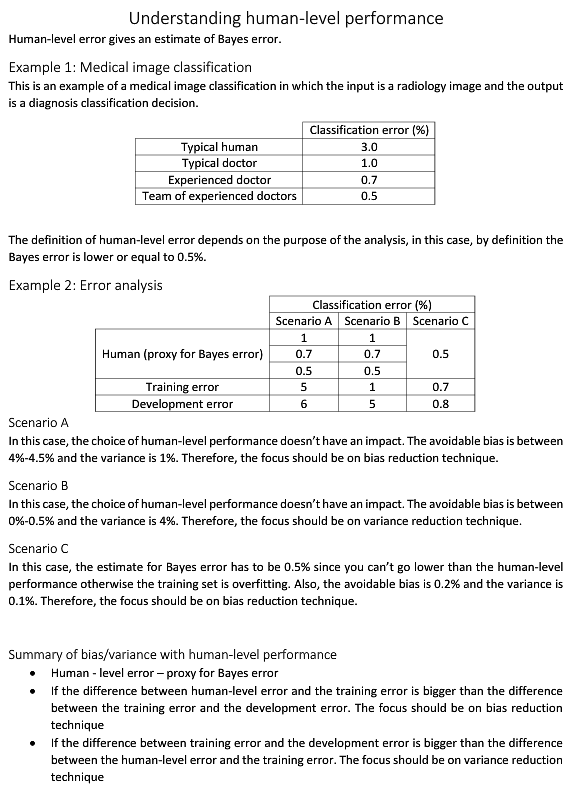 Understanding human-level performance
Human-level error gives an estimate of Bayes error.
Example 1: Medical image classification
This is an example of a medical image classification in which the input is a radiology image and the output
is a diagnosis classification decision.
Classification error (%)
Typical human 3.0
Typical doctor 1.0
Experienced doctor 0.7
Team of experienced doctors 0.5
The definition of human-level error depends on the purpose of the analysis, in this case, by definition the
Bayes error is lower or equal to 0.5%.
Example 2: Error analysis
Classification error (%)
Scenario A Scenario B Scenario C
1 1
Human (proxy for Bayes error) 0.7 0.7 0.5
0.5 0.5
Training error 5 1 0.7
Development error 6 5 0.8
Scenario A
In this case, the choice of human-level performance doesn't have an impact. The avoidable bias is between
4%-4.5% and the variance is 1%. Therefore, the focus should be on bias reduction technique.
Scenario B
In this case, the choice of human-level performance doesn't have an impact. The avoidable bias is between
0%-0.5% and the variance is 4%. Therefore, the focus should be on variance reduction technique.
Scenario C
In this case, the estimate for Bayes error has to be 0.5% since you can't go lower than the human-level
performance otherwise the training set is overfitting. Also, the avoidable bias is 0.2% and the variance is
0.1%. Therefore, the focus should be on bias reduction technique.
Summary of bias/variance with human-level performance
• Human - level error – proxy for Bayes error
• If the difference between human-level error and the training error is bigger than the difference
between the training error and the development error. The focus should be on bias reduction
technique
• If the difference between training error and the development error is bigger than the difference
between the human-level error and the training error. The focus should be on variance reduction
technique